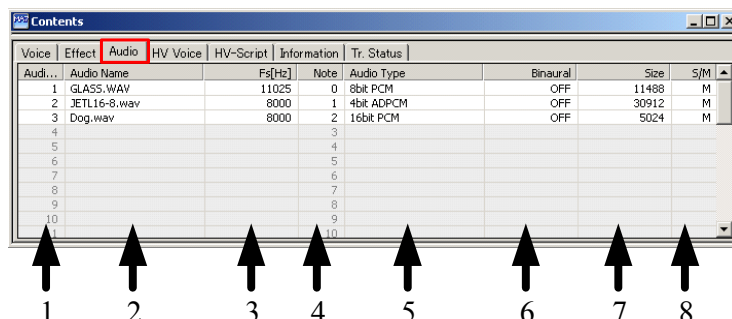 Contents
Voice Effect Audio HV Voice HV-Script Information Tr. Status
Audi... Audio Name Fs[Hz] Note Audio Type Binaural Size S/M
1 GLASS.WAV 11025 0 8bit PCM OFF 11488 M
2 JETL16-8.wav 8000 1 4bit ADPCM OFF 30912 M
3 Dog.wav 8000 2 16bit PCM OFF 5024 M
4 3
5 4
6 5
7 6
8 7
9 8
10 9
10
1 2 3 4 5 6 7 8